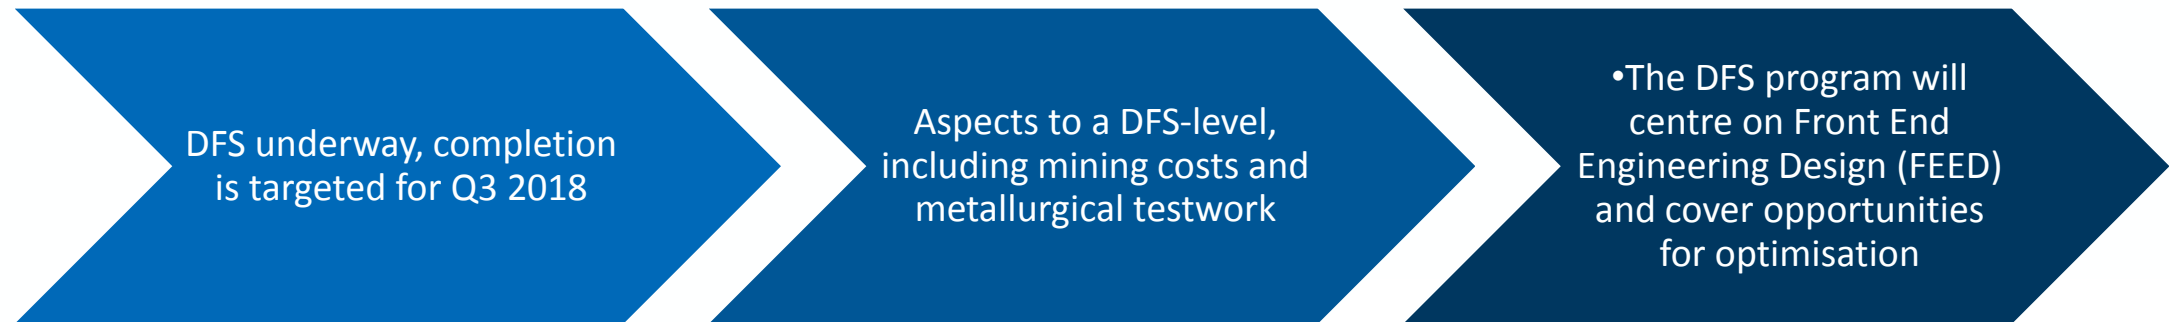 DFS underway, completion
is targeted for Q3 2018
Aspects to a DFS-level,
including mining costs and
metallurgical testwork
•The DFS program will
centre on Front End
Engineering Design (FEED)
and cover opportunities
for optimisation